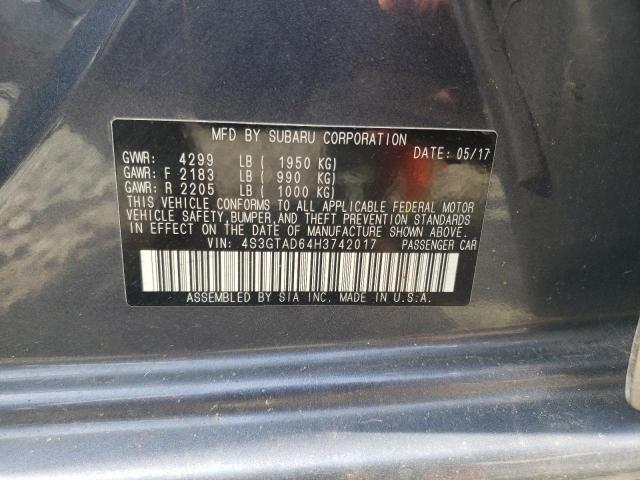 MFD BY SUBARU CORPORATION
GVWR: 4299 LB ( 1950 KG) DATE: 05/17
GAWR: F 2183 LB ( 990 KG)
GAWR: R 2205 LB ( 1000 KG)
THIS VEHICLE CONFORMS TO ALL APPLICABLE FEDERAL MOTOR
VEHICLE SAFETY, BUMPER, AND THEFT PREVENTION STANDARDS
IN EFFECT ON THE DATE OF MANUFACTURE SHOWN ABOVE.
VIN: 4S3GTAD64H3742017 PASSENGER CAR
ASSEMBLED BY SIA INC. MADE IN U.S.A.